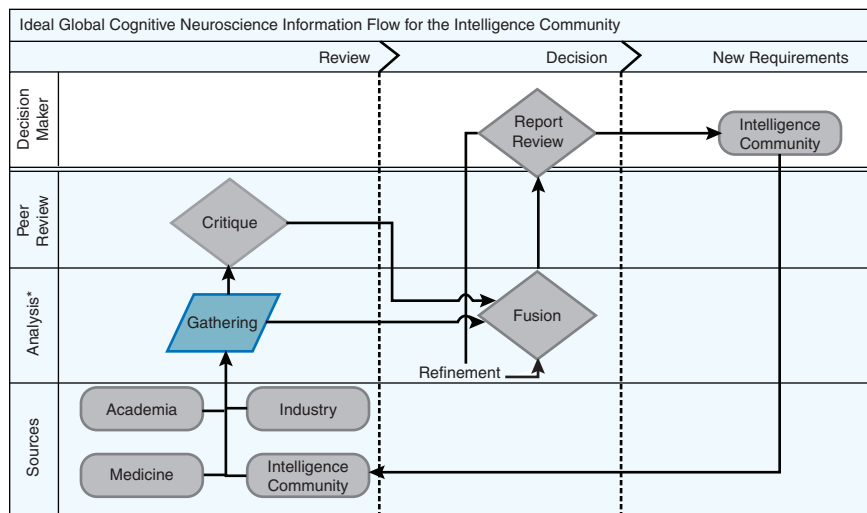 Ideal Global Cognitive Neuroscience Information Flow for the Intelligence Community
Review
Decision
New Requirements
Decision
Maker
Report
Review
Intelligence
Community
Peer
Review
Critique
Analysis*
Gathering
Fusion
Refinement
Sources
Academia
Industry
Medicine
Intelligence
Community